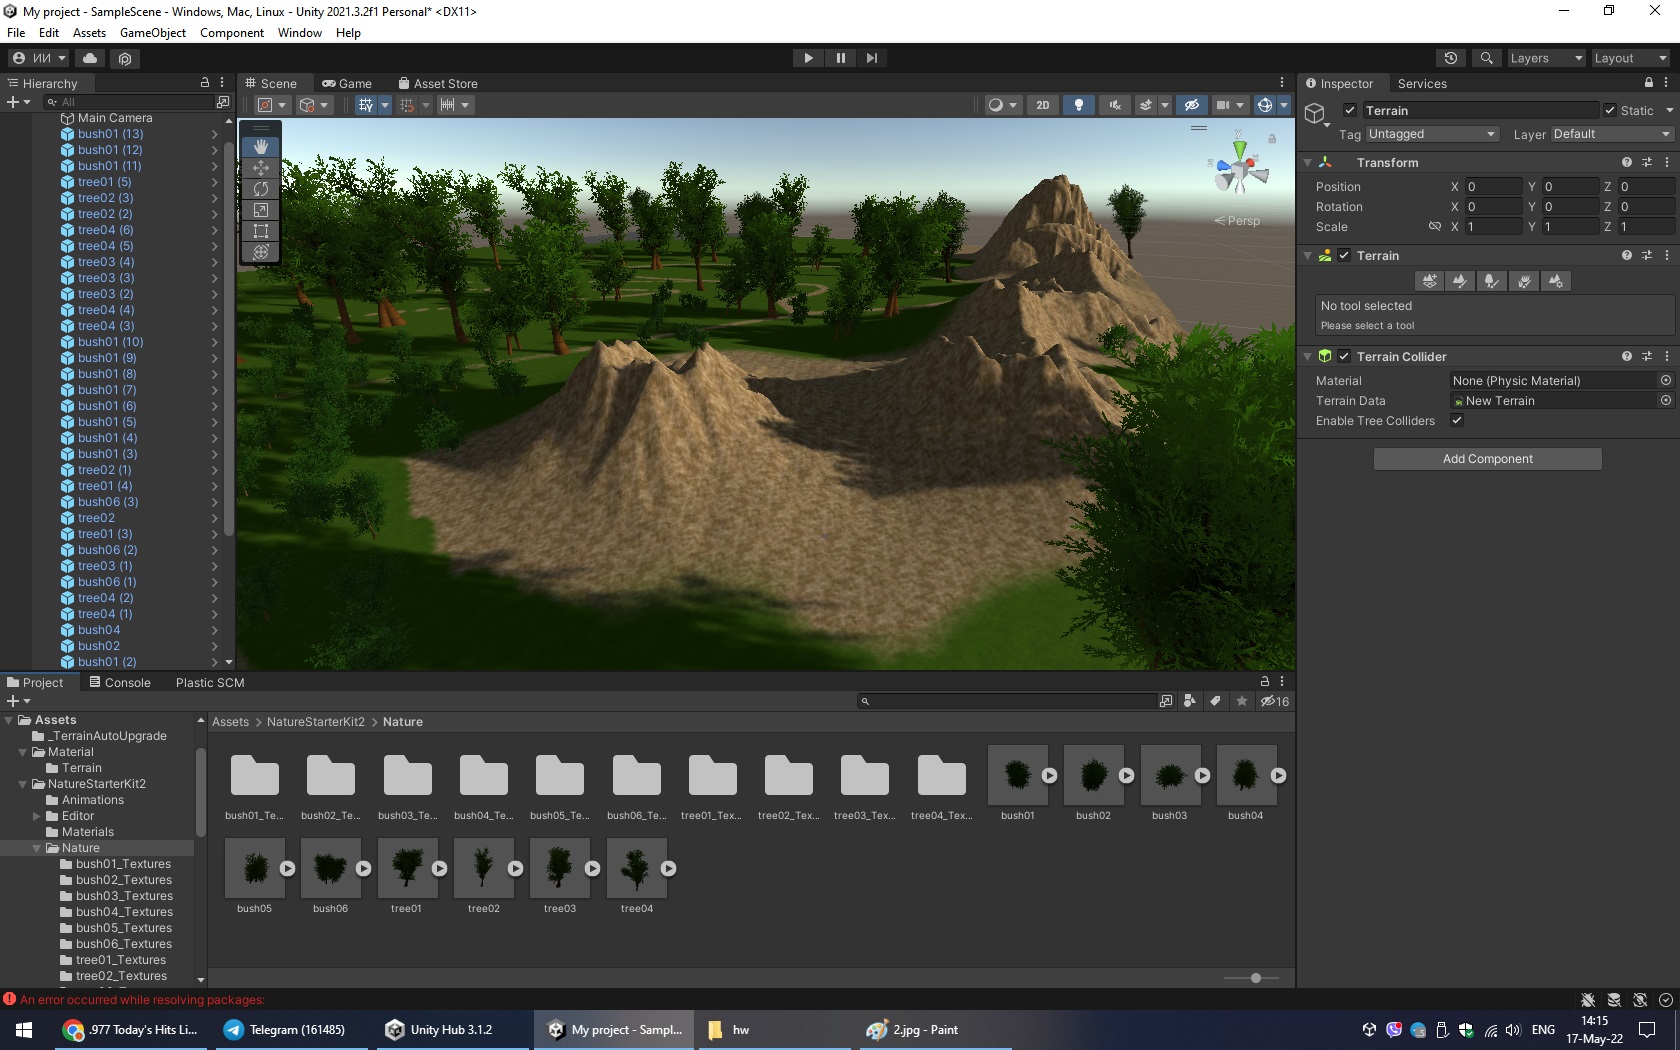 My project - SampleScene - Windows, Mac, Linux - Unity 2021.3.2f1 Personal* <DX11>
File Edit Assets GameObject Component Window Help
ИИ Layers Layout
Hierarchy
All
Main Camera
bush01 (13)
bush01 (12)
bush01 (11)
tree01 (5)
tree02 (3)
tree02 (2)
tree04 (6)
tree04 (5)
tree03 (4)
tree03 (3)
tree03 (2)
tree04 (4)
tree04 (3)
bush01 (10)
bush01 (9)
bush01 (8)
bush01 (7)
bush01 (6)
bush01 (5)
bush01 (4)
bush01 (3)
tree02 (1)
tree01 (4)
bush06 (3)
tree02
tree01 (3)
bush06 (2)
tree03 (1)
bush06 (1)
tree04 (2)
tree04 (1)
bush04
bush02
bush01 (2)
Scene Game Asset Store
2D
Persp
Inspector Services
Terrain Static
Tag Untagged Layer Default
Transform
Position X 0 Y 0 Z 0
Rotation X 0 Y 0 Z 0
Scale X 1 Y 1 Z 1
Terrain
No tool selected
Please select a tool
Terrain Collider
Material None (Physic Material)
Terrain Data New Terrain
Enable Tree Colliders
Add Component
Project Console Plastic SCM
16
Assets
_TerrainAutoUpgrade
Material
Terrain
NatureStarterKit2
Animations
Editor
Materials
Nature
bush01_Textures
bush02_Textures
bush03_Textures
bush04_Textures
bush05_Textures
bush06_Textures
tree01_Textures
tree02_Textures
Assets > NatureStarterKit2 > Nature
bush01_Te... bush02_Te... bush03_Te... bush04_Te... bush05_Te... bush06_Te... tree01_Tex... tree02_Tex... tree03_Tex... tree04_Tex... bush01 bush02 bush03 bush04
bush05 bush06 tree01 tree02 tree03 tree04
An error occurred while resolving packages:
.977 Today's Hits Li... Telegram (161485) Unity Hub 3.1.2 My project - Sampl... hw 2.jpg - Paint ENG
14:15
17-May-22